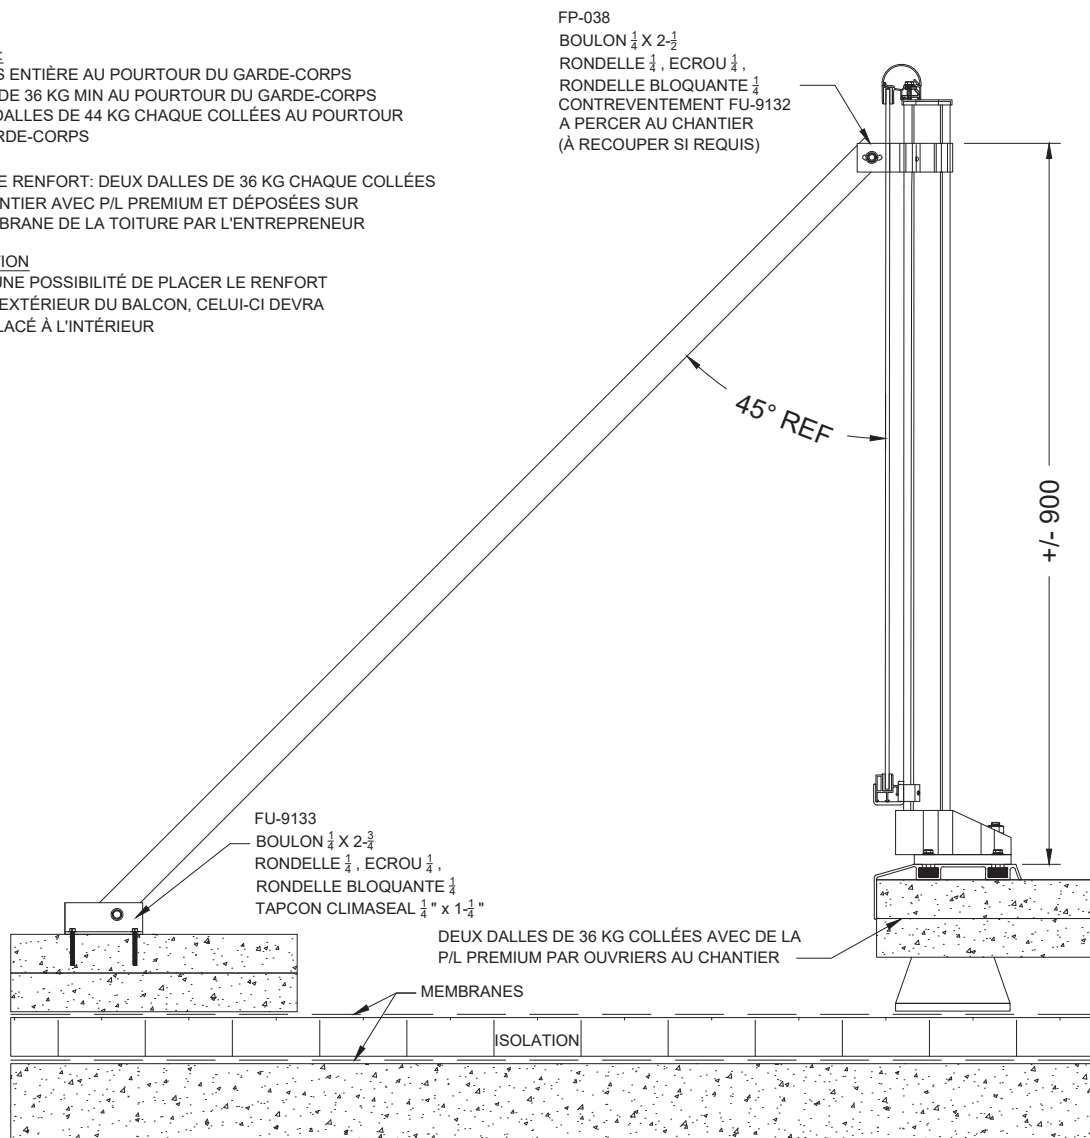 S ENTIÈRE AU POURTOUR DU GARDE-CORPS
DE 36 KG MIN AU POURTOUR DU GARDE-CORPS
DALLES DE 44 KG CHAQUE COLLÉES AU POURTOUR
RDE-CORPS
E RENFORT: DEUX DALLES DE 36 KG CHAQUE COLLÉES
NTIER AVEC P/L PREMIUM ET DÉPOSÉES SUR
BRANE DE LA TOITURE PAR L'ENTREPRENEUR
TION
UNE POSSIBILITÉ DE PLACER LE RENFORT
EXTÉRIEUR DU BALCON, CELUI-CI DEVRA
LACÉ À L'INTÉRIEUR
FP-038
BOULON 1/4 X 2-1/2
RONDELLE 1/4 , ECROU 1/4 ,
RONDELLE BLOQUANTE 1/4
CONTREVENTEMENT FU-9132
A PERCER AU CHANTIER
(À RECOUPER SI REQUIS)
45° REF
+/- 900
FU-9133
BOULON 1/4 X 2-3/4
RONDELLE 1/4 , ECROU 1/4 ,
RONDELLE BLOQUANTE 1/4
TAPCON CLIMASEAL 1/4 " x 1-1/4 "
DEUX DALLES DE 36 KG COLLÉES AVEC DE LA
P/L PREMIUM PAR OUVRIERS AU CHANTIER
MEMBRANES
ISOLATION